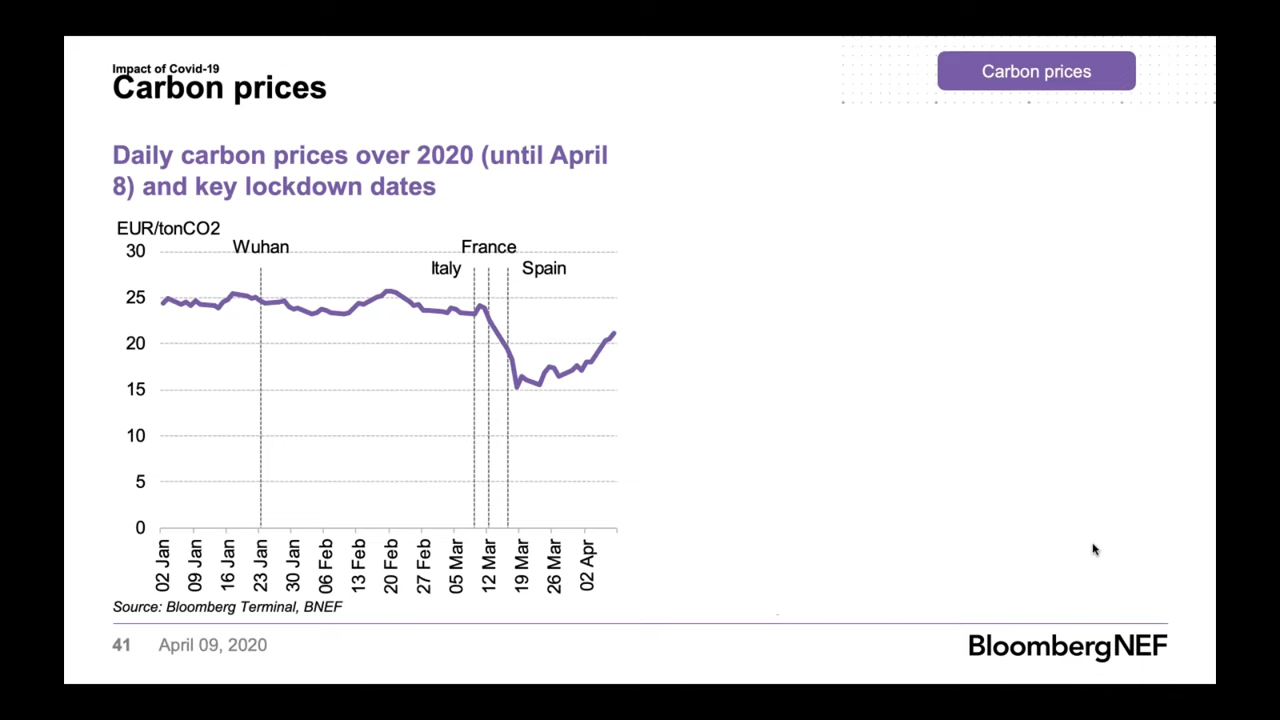 Impact of Covid-19
Carbon prices
Carbon prices
Daily carbon prices over 2020 (until April
8) and key lockdown dates
EUR/tonCO2
30
25
20
15
10
5
0
Wuhan
France
Italy
Spain
02 Jan
09 Jan
16 Jan
23 Jan
30 Jan
06 Feb
13 Feb
20 Feb
27 Feb
05 Mar
12 Mar
19 Mar
26 Mar
02 Apr
Source: Bloomberg Terminal, BNEF
41 April 09, 2020
BloombergNEF